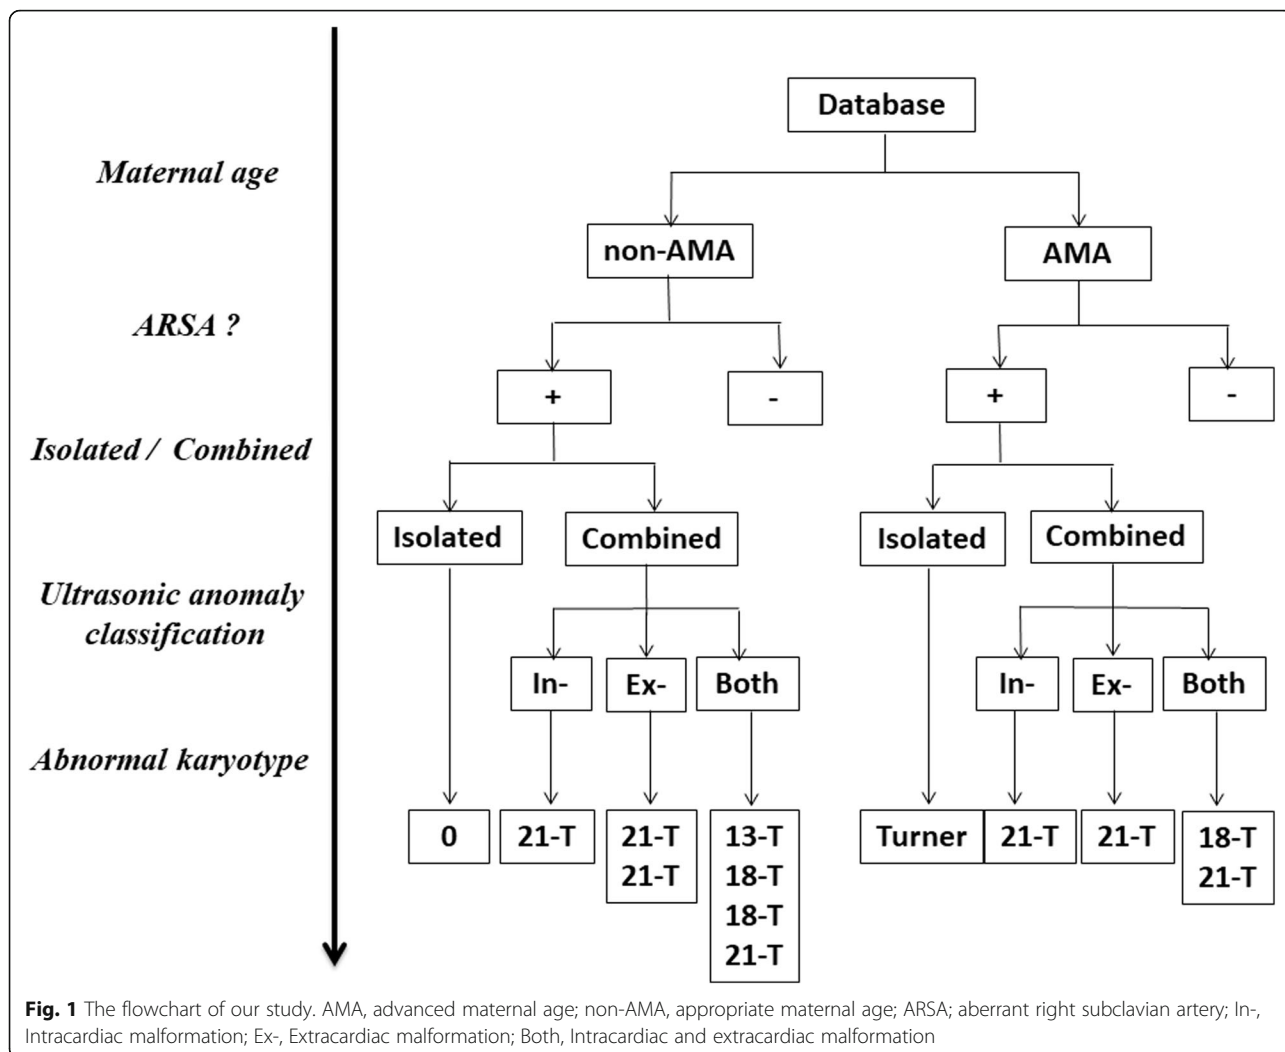 Database
Maternal age
non-AMA
AMA
ARSA ?
+
-
+
-
Isolated / Combined
Isolated
Combined
Isolated
Combined
Ultrasonic anomaly
classification
In-
Ex-
Both
In-
Ex-
Both
Abnormal karyotype
0
21-T
21-T
21-T
13-T
18-T
18-T
21-T
Turner
21-T
21-T
18-T
21-T
Fig. 1 The flowchart of our study. AMA, advanced maternal age; non-AMA, appropriate maternal age; ARSA; aberrant right subclavian artery; In-,
Intracardiac malformation; Ex-, Extracardiac malformation; Both, Intracardiac and extracardiac malformation